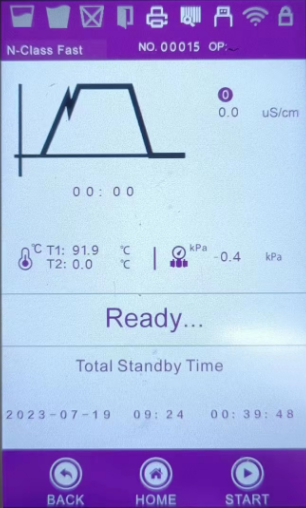 N-Class Fast NO. 00015 OP:
0
0.0 uS/cm
00:00
°C T1: 91.9 °C kPa -0.4 kPa
T2: 0.0 °C
Ready...
Total Standby Time
2023-07-19 09:24 00:39:48
BACK HOME START